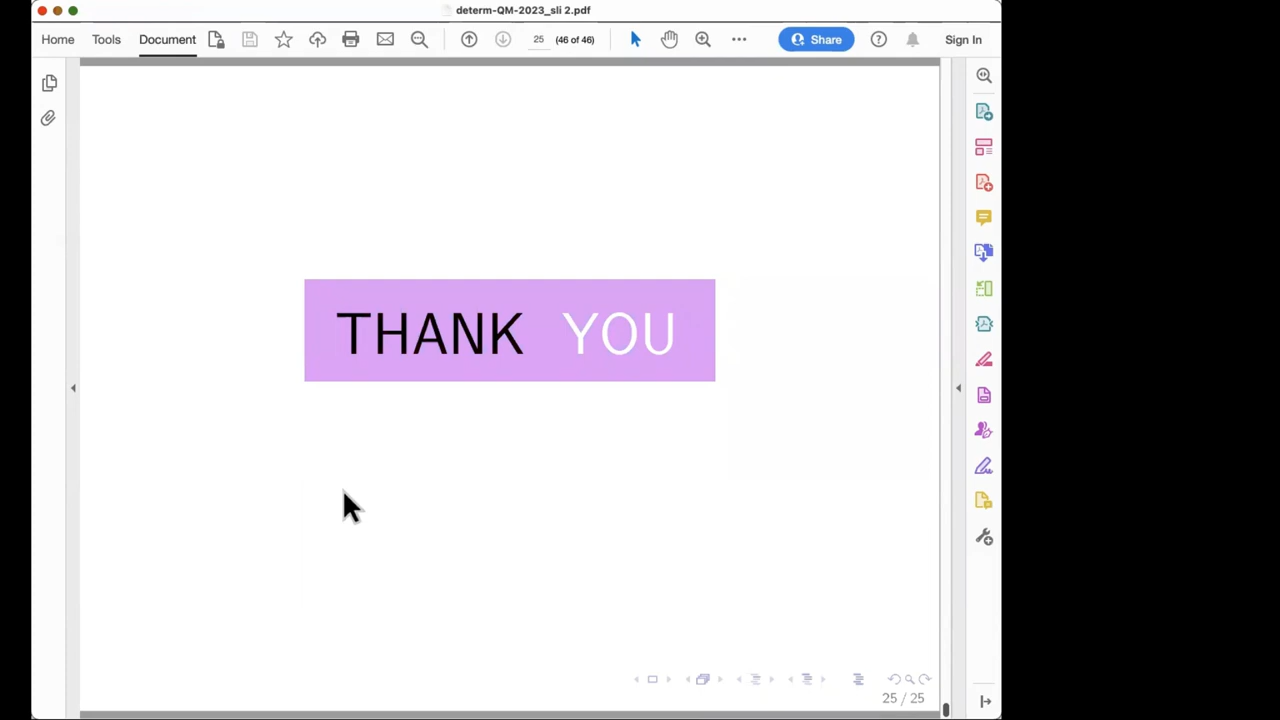 determ-QM-2023_sli 2.pdf
Home Tools Document 25 (46 of 46) Share Sign In
THANK YOU
25 / 25